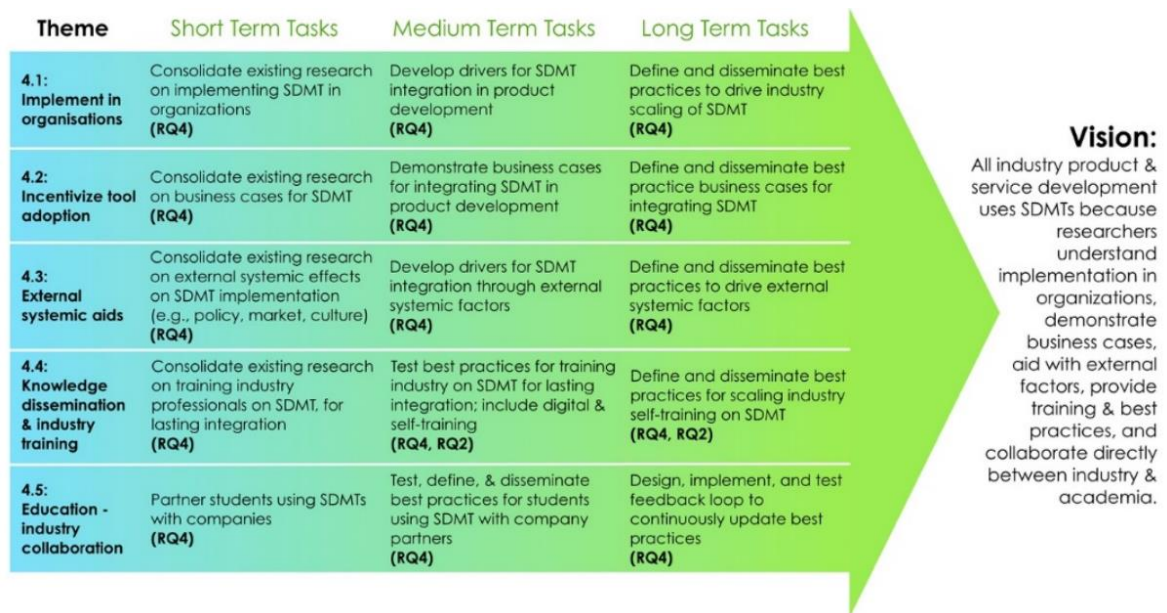 Theme
Short Term Tasks
Medium Term Tasks
Long Term Tasks
4.1:
Implement in
organisations
Consolidate existing research
on implementing SDMT in
organizations
(RQ4)
Develop drivers for SDMT
integration in product
development
(RQ4)
Define and disseminate best
practices to drive industry
scaling of SDMT
(RQ4)
4.2:
Incentivize tool
adoption
Consolidate existing research
on business cases for SDMT
(RQ4)
Demonstrate business cases
for integrating SDMT in
product development
(RQ4)
Define and disseminate best
practice business cases for
integrating SDMT
(RQ4)
4.3:
External
systemic aids
Consolidate existing research
on external systemic effects
on SDMT implementation
(e.g., policy, market, culture)
(RQ4)
Develop drivers for SDMT
integration through external
systemic factors
(RQ4)
Define and disseminate best
practices to drive external
systemic factors
(RQ4)
4.4:
Knowledge
dissemination
& industry
training
Consolidate existing research
on training industry
professionals on SDMT, for
lasting integration
(RQ4)
Test best practices for training
industry on SDMT for lasting
integration; include digital &
self-training
(RQ4, RQ2)
Define and disseminate best
practices for scaling industry
self-training on SDMT
(RQ4, RQ2)
4.5:
Education -
industry
collaboration
Partner students using SDMTs
with companies
(RQ4)
Test, define, & disseminate
best practices for students
using SDMT with company
partners
(RQ4)
Design, implement, and test
feedback loop to
continuously update best
practices
(RQ4)
Vision:
All industry product &
service development
uses SDMTs because
researchers
understand
implementation in
organizations,
demonstrate
business cases,
aid with external
factors, provide
training & best
practices, and
collaborate directly
between industry &
academia.